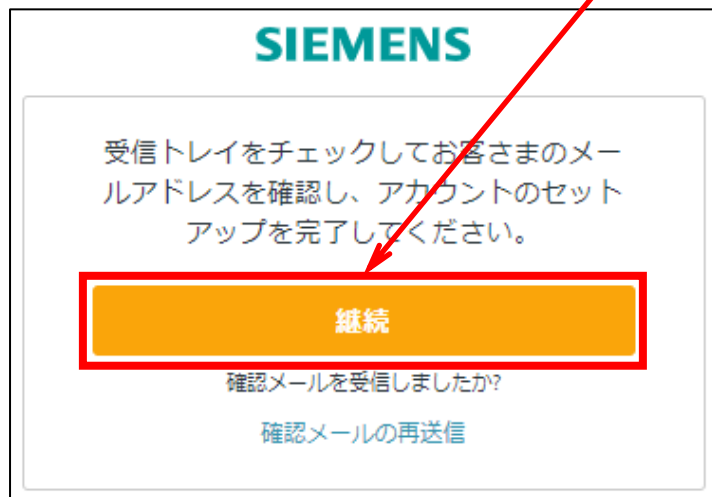 SIEMENS
受信トレイをチェックしてお客さまのメー
ルアドレスを確認し、アカウントのセット
アップを完了してください。
継続
確認メールを受信しましたか?
確認メールの再送信